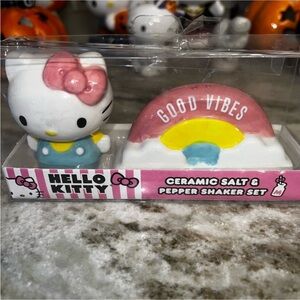 GOOD VIBES
HELLO
KITTY
CERAMIC SALT &
PEPPER SHAKER SET